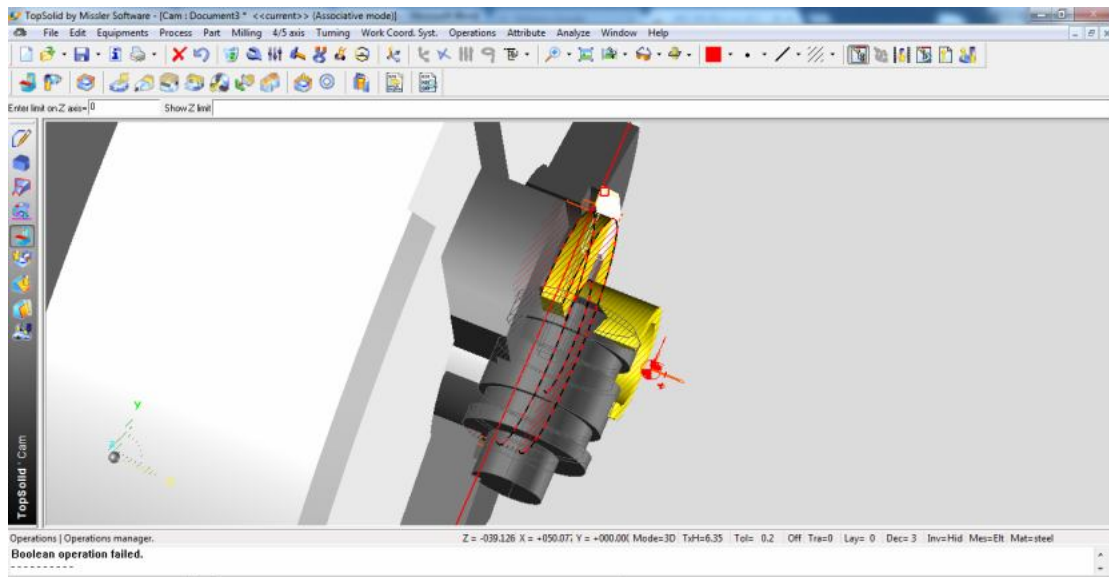 TopSolid by Missler Software - [Cam : Document3 * <<current>> (Associative mode)]
File Edit Equipments Process Part Milling 4/5 axis Turning Work Coord. Syst. Operations Attribute Analyze Window Help
Enter limit on Z axis= 0 Show Z limit
Y
TopSolid 'Cam
Operations | Operations manager. Z = -039.126 X = +050.077 Y = +000.000 Mode=3D TxH=6.35 Tol= 0.2 Off Tra=0 Lay= 0 Dec= 3 Inv=Hid Mes=Elt Mat=steel
Boolean operation failed.
----------